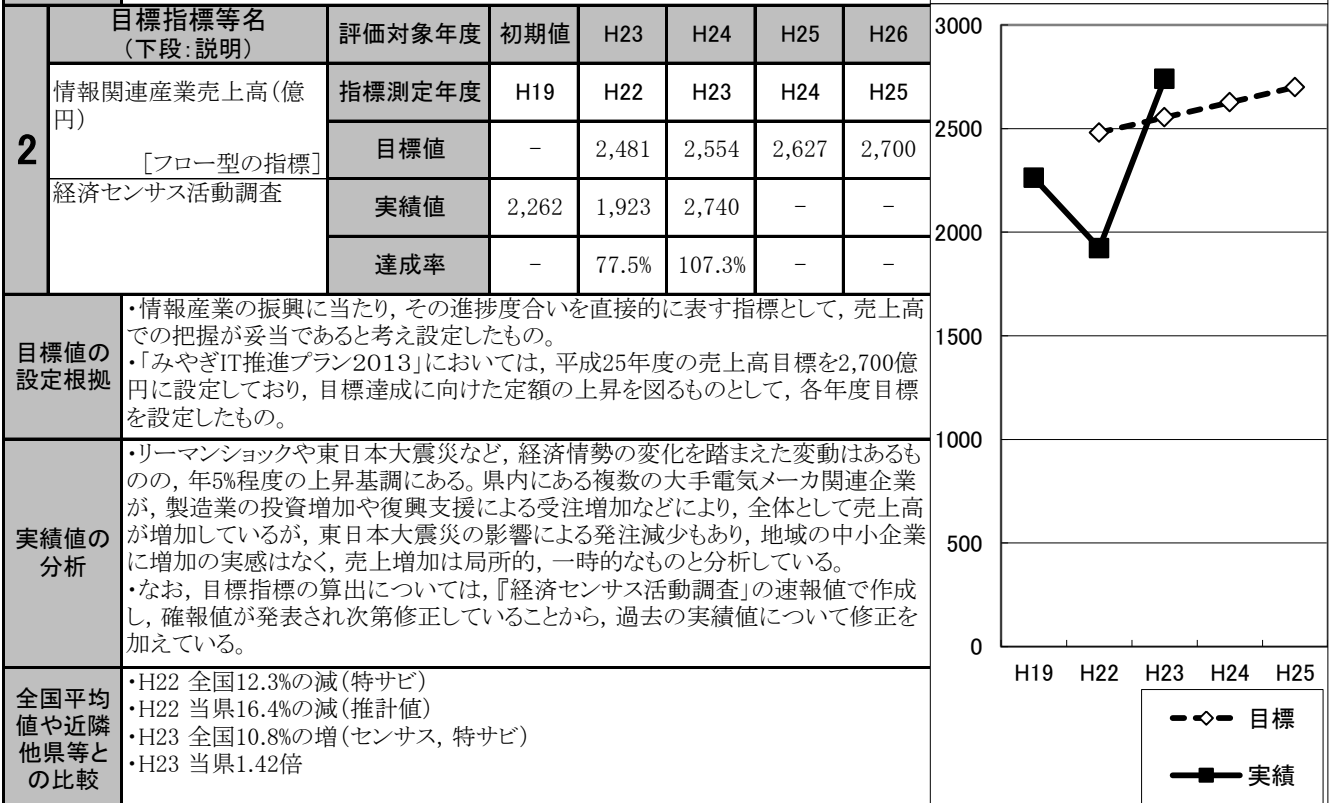 2
目標指標等名
(下段:説明)
評価対象年度 初期値 H23 H24 H25 H26
情報関連産業売上高(億
円)
[フロー型の指標]
経済センサス活動調査
指標測定年度 H19 H22 H23 H24 H25
目標値 - 2,481 2,554 2,627 2,700
実績値 2,262 1,923 2,740 - -
達成率 - 77.5% 107.3% - -
目標値の
設定根拠
・情報産業の振興に当たり,その進捗度合いを直接的に表す指標として,売上高
での把握が妥当であると考え設定したもの。
・「みやぎIT推進プラン2013」においては,平成25年度の売上高目標を2,700億
円に設定しており,目標達成に向けた定額の上昇を図るものとして,各年度目標
を設定したもの。
実績値の
分析
・リーマンショックや東日本大震災など,経済情勢の変化を踏まえた変動はあるも
のの,年5%程度の上昇基調にある。県内にある複数の大手電気メーカ関連企業
が,製造業の投資増加や復興支援による受注増加などにより,全体として売上高
が増加しているが,東日本大震災の影響による発注減少もあり,地域の中小企業
に増加の実感はなく,売上増加は局所的,一時的なものと分析している。
・なお,目標指標の算出については,『経済センサス活動調査」の速報値で作成
し,確報値が発表され次第修正していることから,過去の実績値について修正を
加えている。
全国平均
値や近隣
他県等と
の比較
・H22 全国12.3%の減(特サビ)
・H22 当県16.4%の減(推計値)
・H23 全国10.8%の増(センサス,特サビ)
・H23 当県1.42倍
3000
2500
2000
1500
1000
500
0
H19 H22 H23 H24 H25
目標
実績